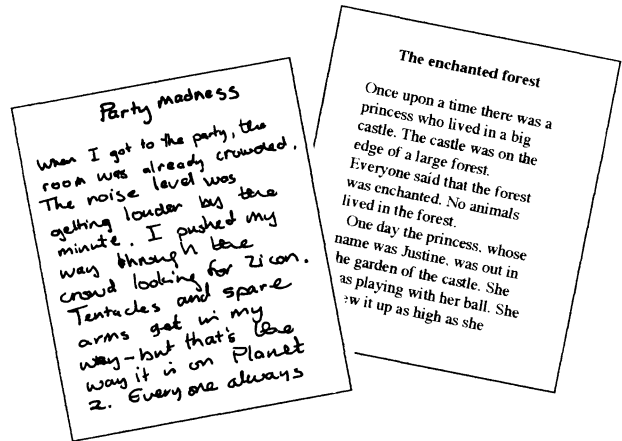 Party madness
When I got to the party, the
room was already crowded.
The noise level was
getting louder by the
minute. I pushed my
way through the
crowd looking for Zicon.
Tentacles and spare
arms get in my
way-but that's the
way it is on Planet
2. Everyone always
The enchanted forest
Once upon a time there was a
princess who lived in a big
castle. The castle was on the
edge of a large forest.
Everyone said that the forest
was enchanted. No animals
lived in the forest.
One day the princess, whose
name was Justine, was out in
he garden of the castle. She
as playing with her ball. She
ew it up as high as she